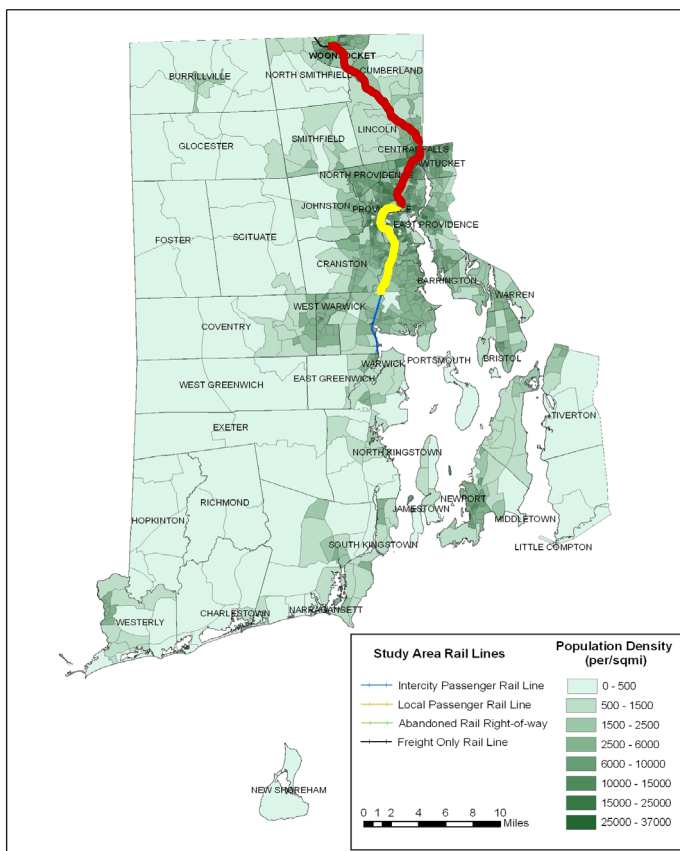 WOONSOCKET
CUMBERLAND
NORTH SMITHFIELD
BURRILLVILLE
LINCOLN
SMITHFIELD
GLOCESTER
CENTRAL FALLS
NORTH PROVIDENCE
JOHNSTON
EAST PROVIDENCE
SCITUATE
FOSTER
CRANSTON
BARRINGTON
WARREN
WEST WARWICK
COVENTRY
PORTSMOUTH
BRISTOL
WARWICK
EAST GREENWICH
WEST GREENWICH
TIVERTON
EXETER
NORTH KINGSTOWN
RICHMOND
NEWPORT
JAMESTOWN
HOPKINTON
MIDDLETOWN
SOUTH KINGSTOWN
LITTLE COMPTON
CHARLESTOWN
NARRAGANSETT
WESTERLY
NEW SHOREHAM
Study Area Rail Lines
Intercity Passenger Rail Line
Local Passenger Rail Line
Abandoned Rail Right-of-way
Freight Only Rail Line
0 1 2 4 6 8 10
Miles
Population Density
(per/sqmi)
0 - 500
500 - 1500
1500 - 2500
2500 - 6000
6000 - 10000
10000 - 15000
15000 - 25000
25000 - 37000